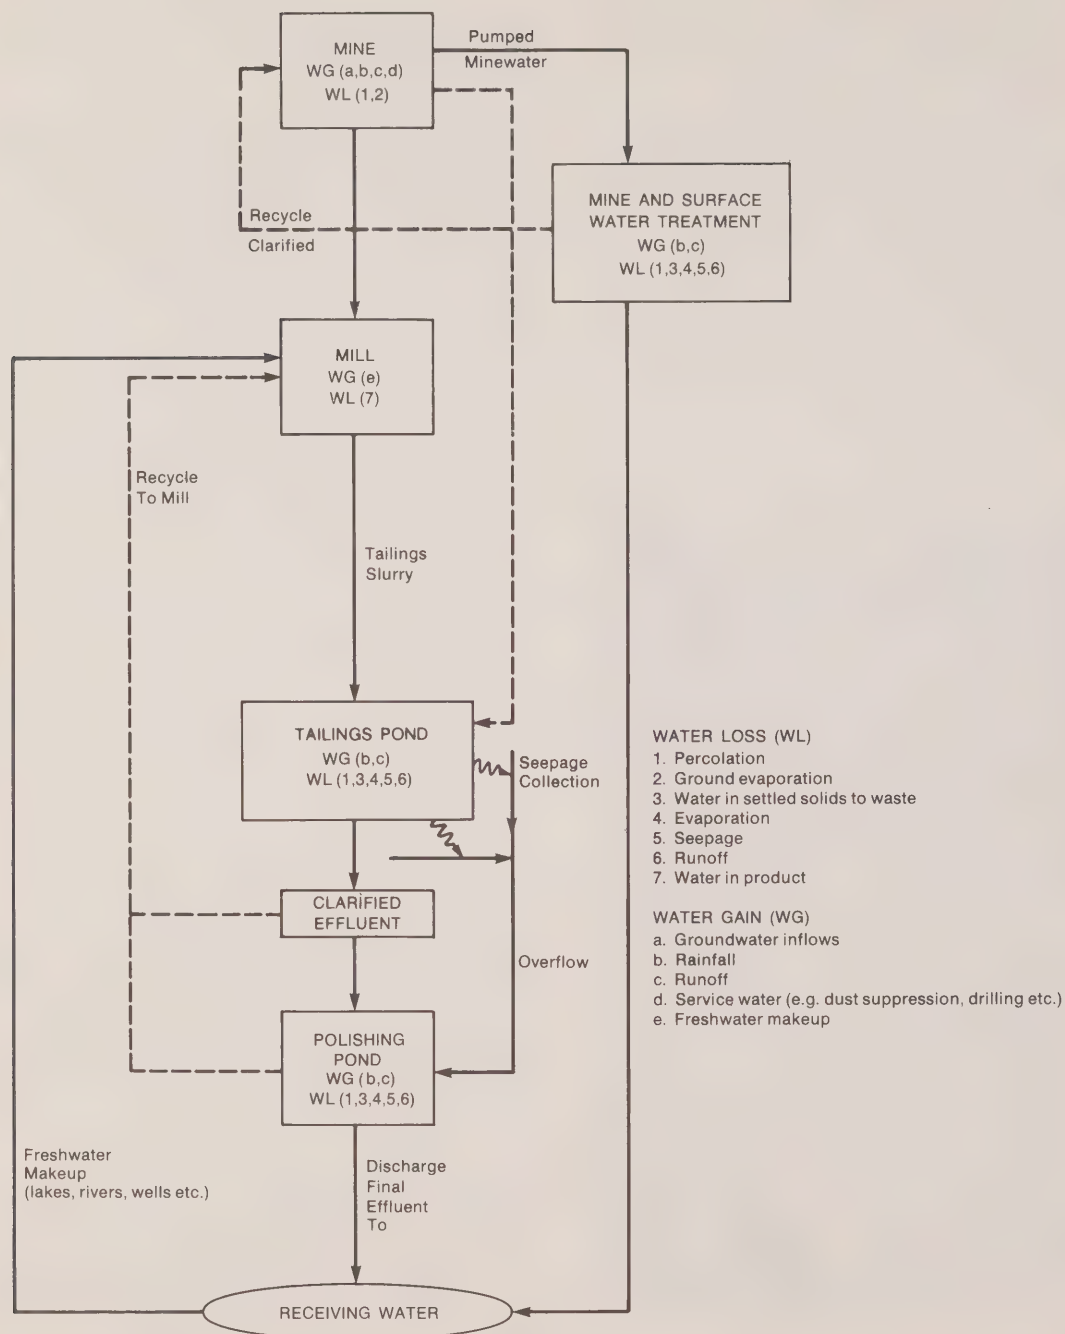 MINE
WG (a,b,c,d)
WL (1,2)
Pumped
Minewater
MINE AND SURFACE
WATER TREATMENT
WG (b,c)
WL (1,3,4,5,6)
Recycle
Clarified
MILL
WG (e)
WL (7)
Recycle
To Mill
Tailings
Slurry
TAILINGS POND
WG (b,c)
WL (1,3,4,5,6)
Seepage
Collection
CLARIFIED
EFFLUENT
Overflow
POLISHING
POND
WG (b,c)
WL (1,3,4,5,6)
Freshwater
Makeup
(lakes, rivers, wells etc.)
Discharge
Final
Effluent
To
RECEIVING WATER
WATER LOSS (WL)
1. Percolation
2. Ground evaporation
3. Water in settled solids to waste
4. Evaporation
5. Seepage
6. Runoff
7. Water in product
WATER GAIN (WG)
a. Groundwater inflows
b. Rainfall
c. Runoff
d. Service water (e.g. dust suppression, drilling etc.)
e. Freshwater makeup